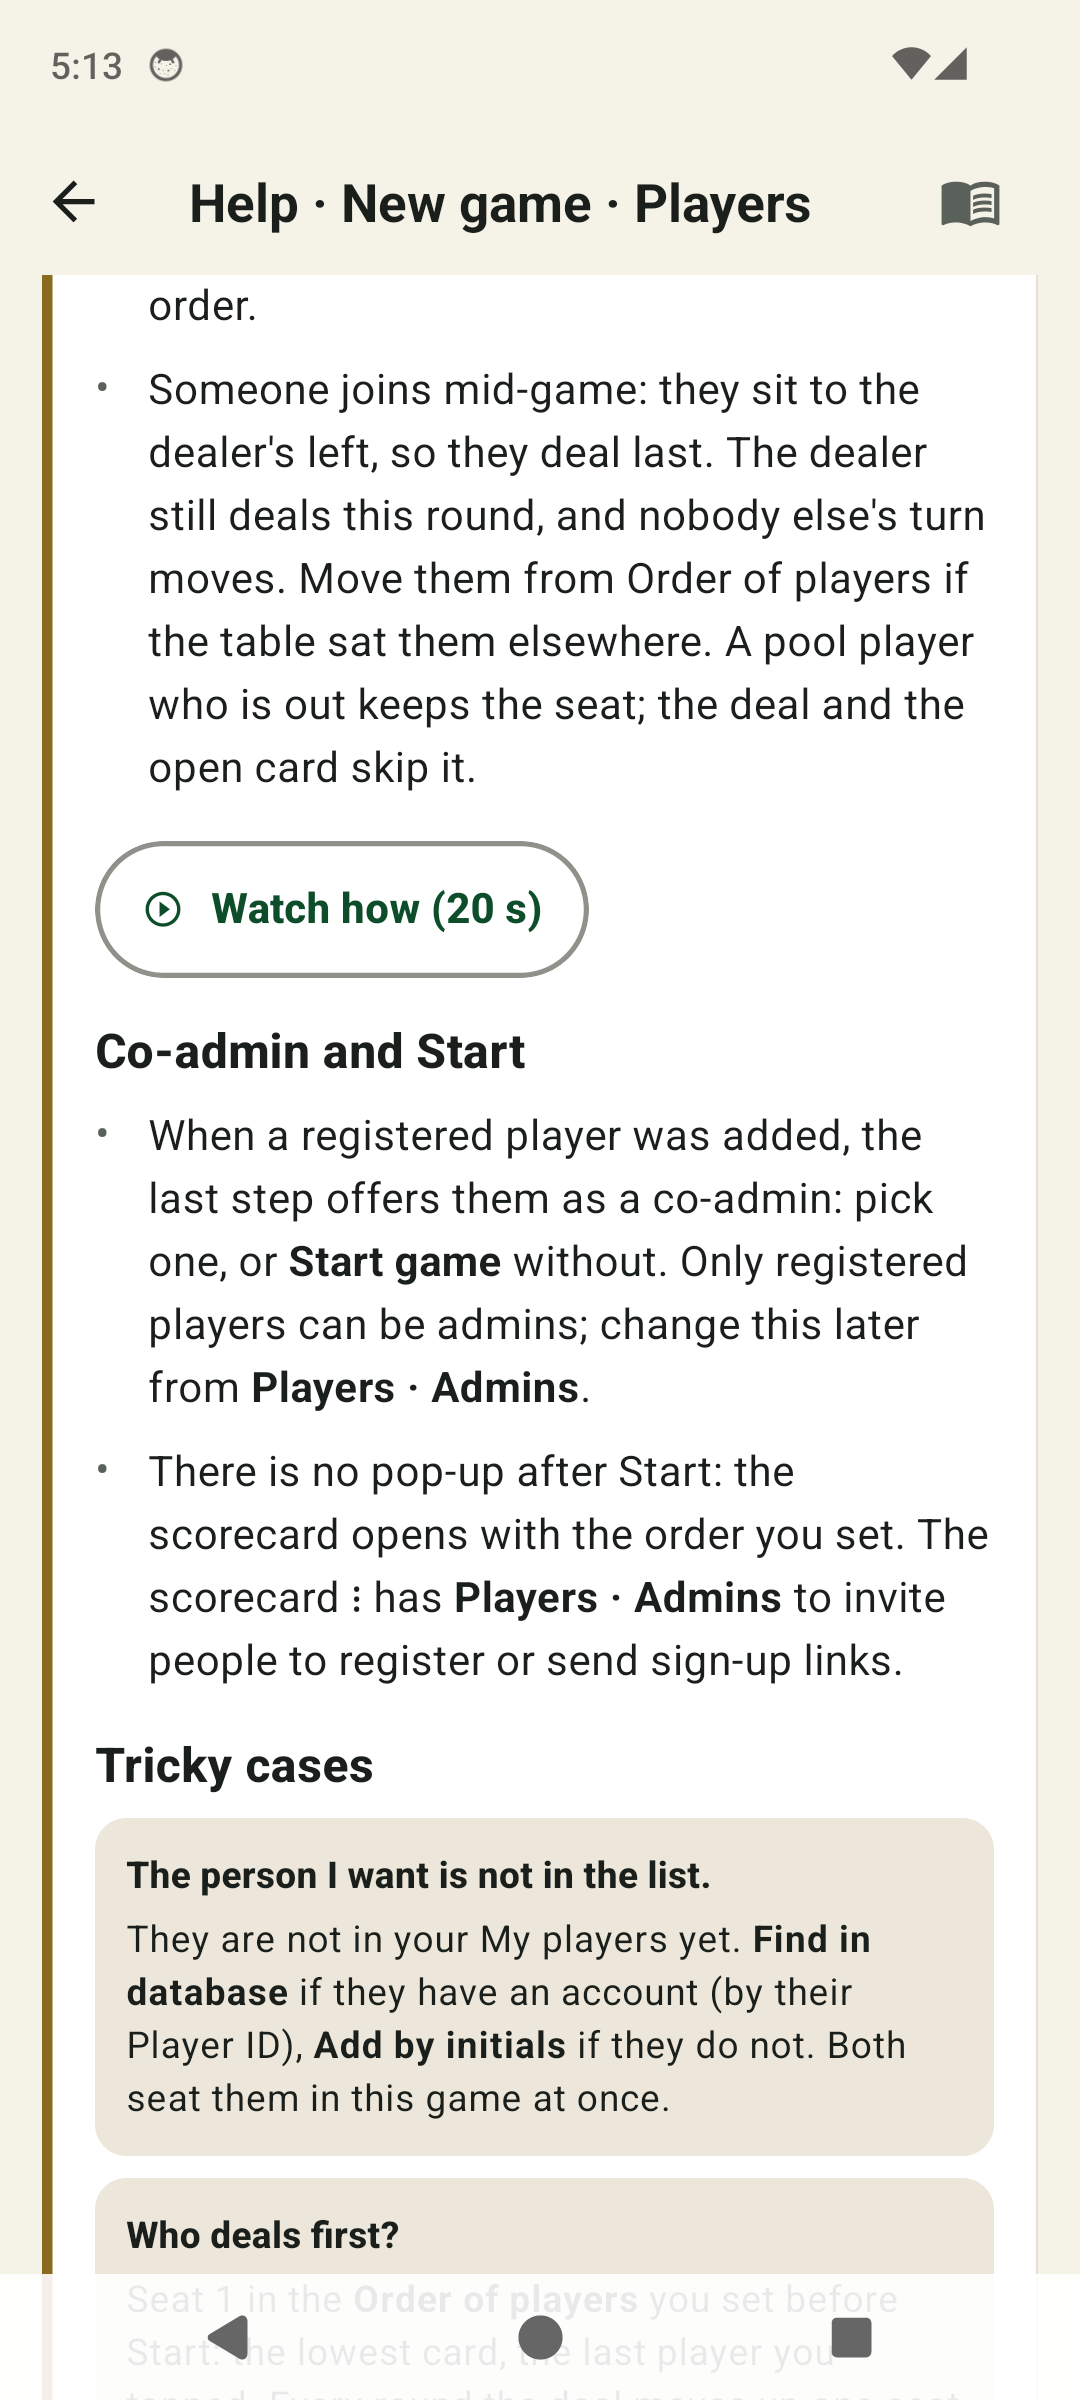 5:13
Help · New game · Players
order.
• Someone joins mid-game: they sit to the
dealer's left, so they deal last. The dealer
still deals this round, and nobody else's turn
moves. Move them from Order of players if
the table sat them elsewhere. A pool player
who is out keeps the seat; the deal and the
open card skip it.
Watch how (20 s)
Co-admin and Start
• When a registered player was added, the
last step offers them as a co-admin: pick
one, or Start game without. Only registered
players can be admins; change this later
from Players · Admins.
• There is no pop-up after Start: the
scorecard opens with the order you set. The
scorecard ⋮ has Players · Admins to invite
people to register or send sign-up links.
Tricky cases
The person I want is not in the list.
They are not in your My players yet. Find in
database if they have an account (by their
Player ID), Add by initials if they do not. Both
seat them in this game at once.
Who deals first?
Seat 1 in the Order of players you set before
Start: the lowest card, the last player you